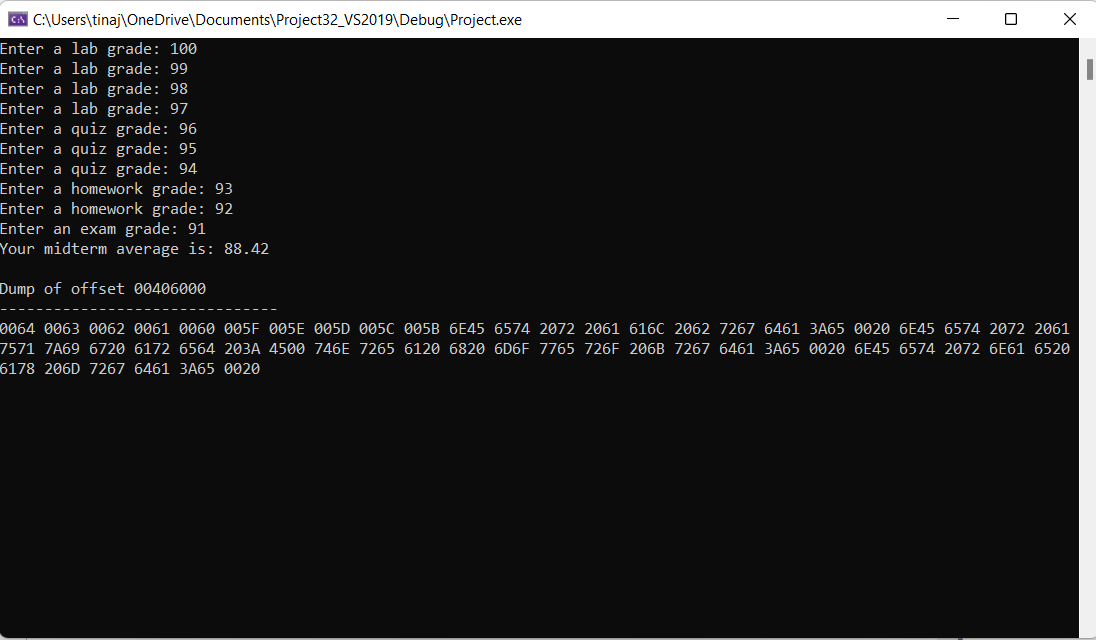 C:\Users\tinaj\OneDrive\Documents\Project32_VS2019\Debug\Project.exe
Enter a lab grade: 100
Enter a lab grade: 99
Enter a lab grade: 98
Enter a lab grade: 97
Enter a quiz grade: 96
Enter a quiz grade: 95
Enter a quiz grade: 94
Enter a homework grade: 93
Enter a homework grade: 92
Enter an exam grade: 91
Your midterm average is: 88.42
Dump of offset 00406000
-------------------------------
0064 0063 0062 0061 0060 005F 005E 005D 005C 005B 6E45 6574 2072 2061 616C 2062 7267 6461 3A65 0020 6E45 6574 2072 2061
7571 7A69 6720 6172 6564 203A 4500 746E 7265 6120 6820 6D6F 7765 726F 206B 7267 6461 3A65 0020 6E45 6574 2072 6E61 6520
6178 206D 7267 6461 3A65 0020